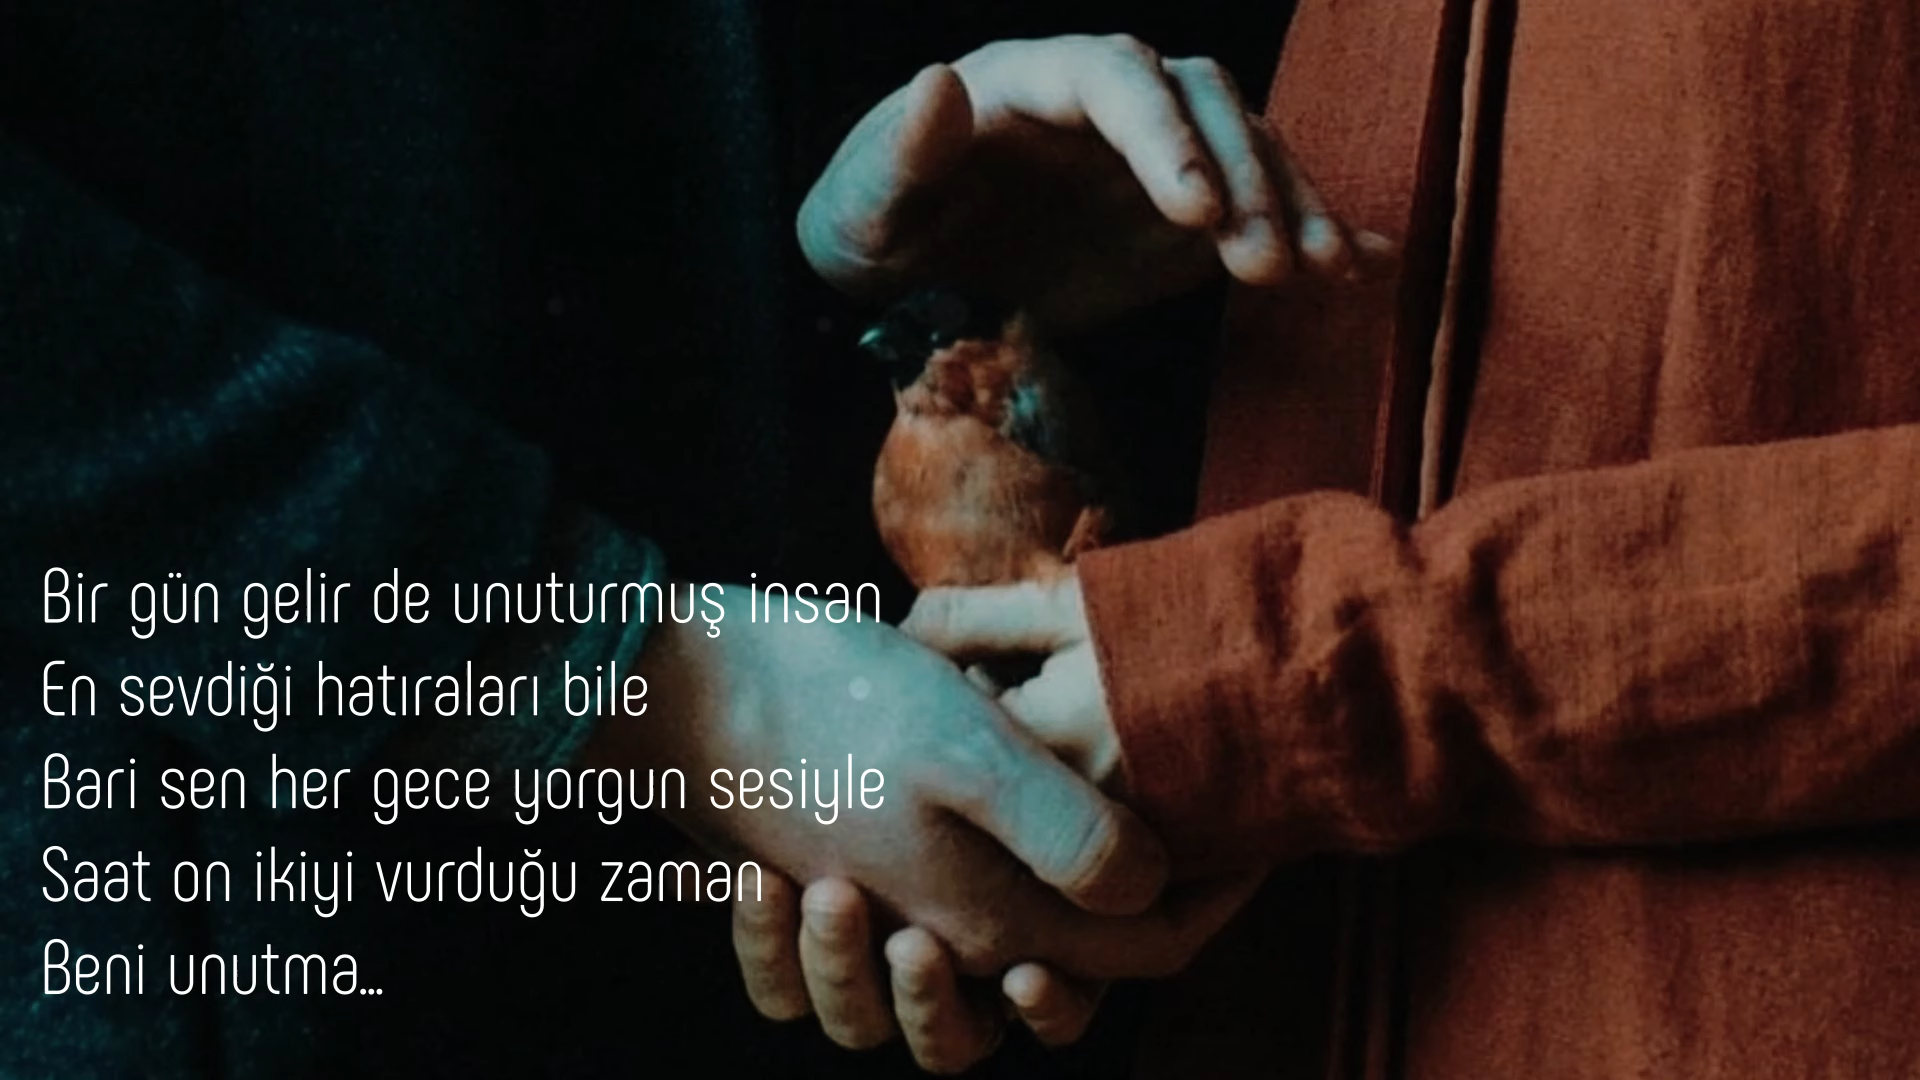 Bir gün gelir de unuturmuş insan
En sevdiği hatıraları bile
Bari sen her gece yorgun sesiyle
Saat on ikiyi vurduğu zaman
Beni unutma...